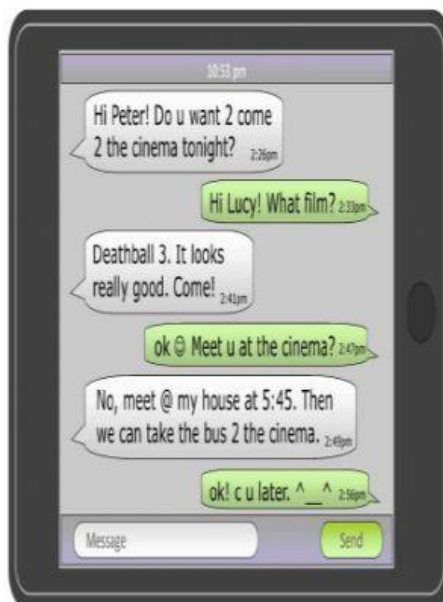 10:53 pm
Hi Peter! Do u want 2 come
2 the cinema tonight? 2:26pm
Hi Lucy! What film? 2:33pm
Deathball 3. It looks
really good. Come! 2:41pm
ok ☺ Meet u at the cinema? 2:47pm
No, meet @ my house at 5:45. Then
we can take the bus 2 the cinema. 2:49pm
ok! c u later. ^__^ 2:56pm
Message Send